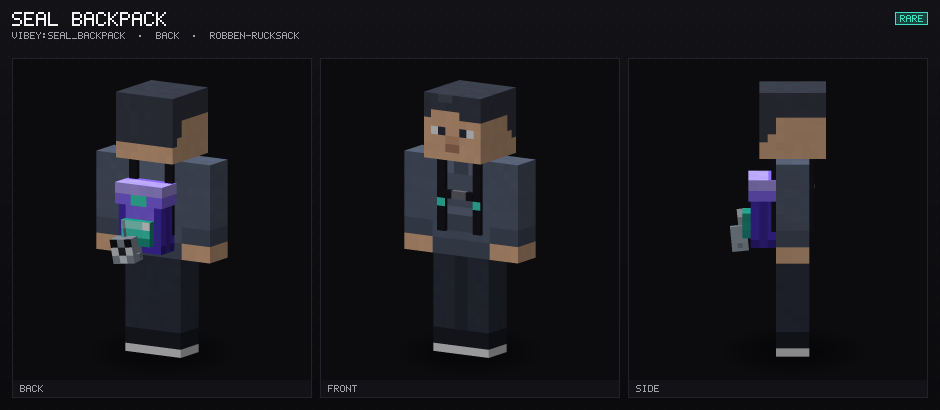 SEAL BACKPACK
RARE
VIBEY:SEAL_BACKPACK • BACK • ROBBEN-RUCKSACK
BACK
FRONT
SIDE